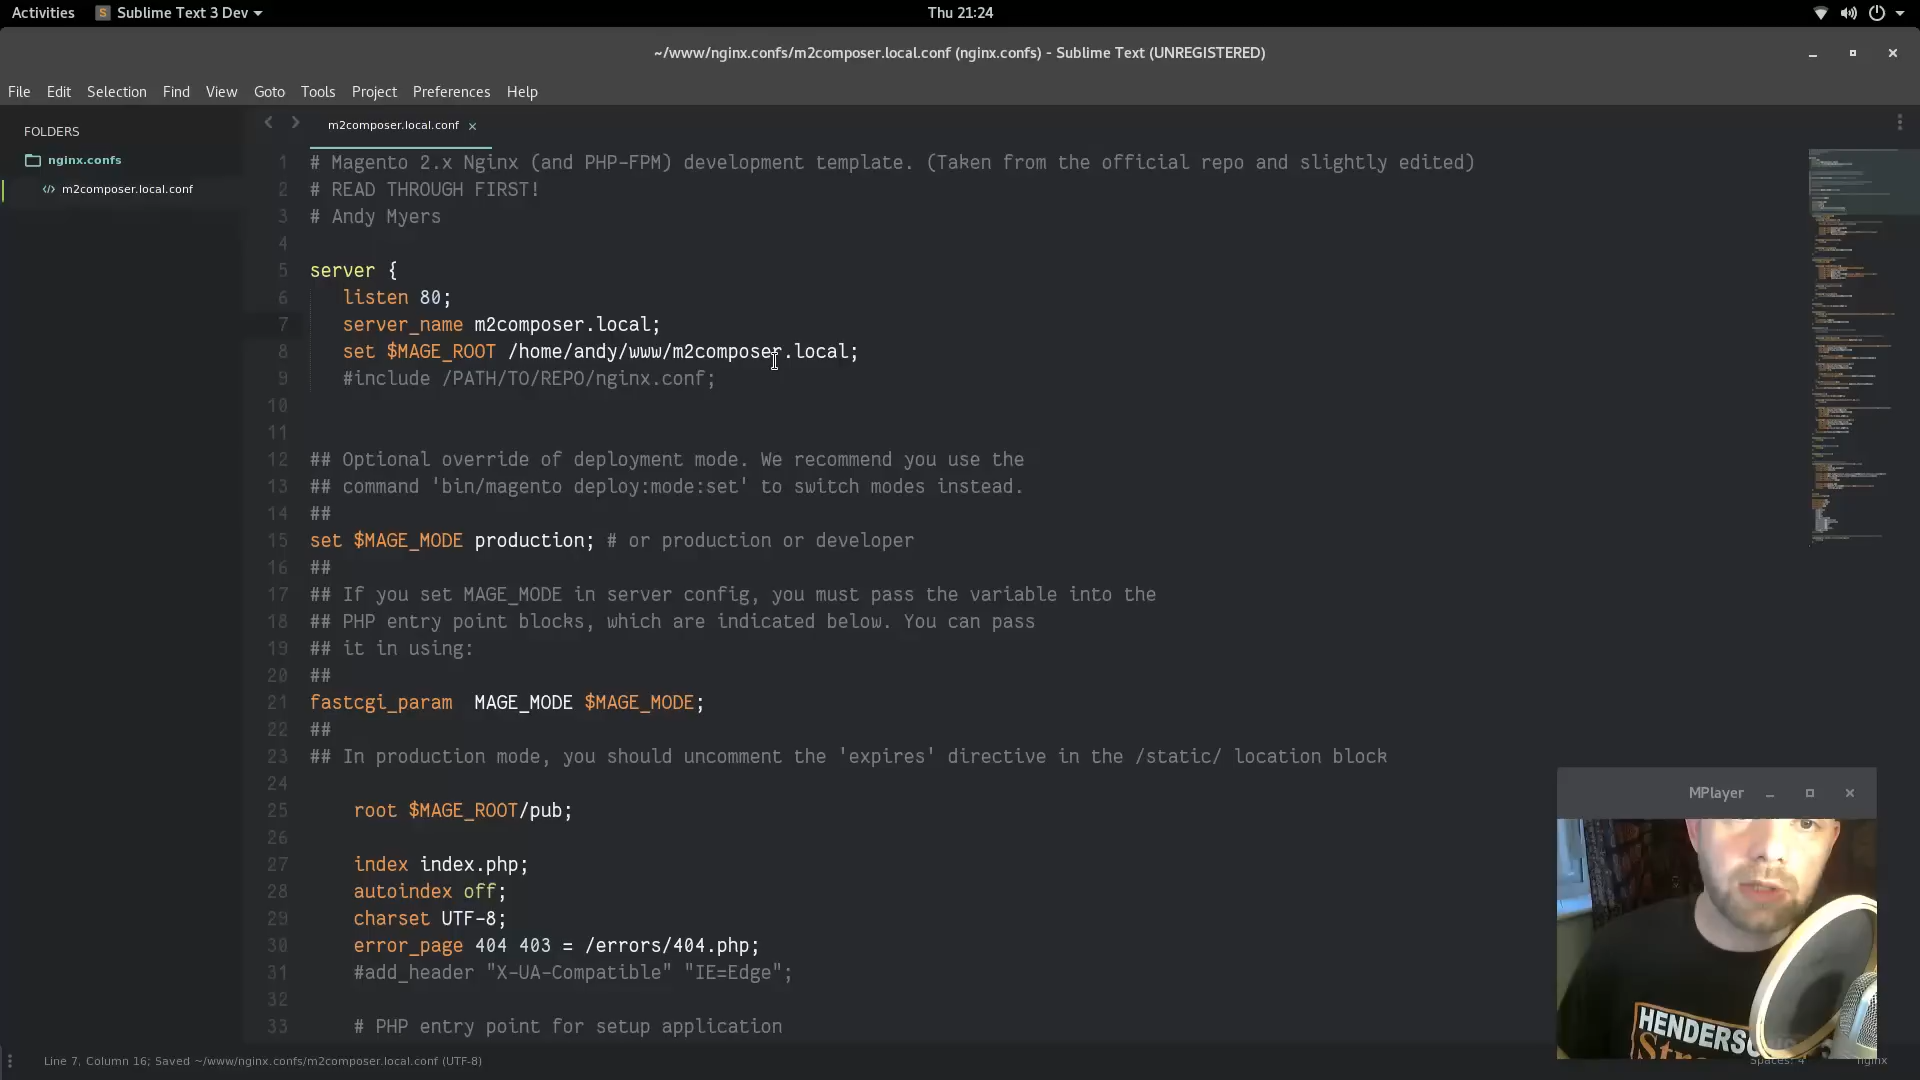 Activities Sublime Text 3 Dev Thu 21:24
~/www/nginx.confs/m2composer.local.conf (nginx.confs) - Sublime Text (UNREGISTERED)
File Edit Selection Find View Goto Tools Project Preferences Help
FOLDERS
nginx.confs
m2composer.local.conf
m2composer.local.conf
1 # Magento 2.x Nginx (and PHP-FPM) development template. (Taken from the official repo and slightly edited)
2 # READ THROUGH FIRST!
3 # Andy Myers
4
5 server {
6 listen 80;
7 server_name m2composer.local;
8 set $MAGE_ROOT /home/andy/www/m2composer.local;
9 #include /PATH/TO/REPO/nginx.conf;
10
11
12 ## Optional override of deployment mode. We recommend you use the
13 ## command 'bin/magento deploy:mode:set' to switch modes instead.
14 ##
15 set $MAGE_MODE production; # or production or developer
16 ##
17 ## If you set MAGE_MODE in server config, you must pass the variable into the
18 ## PHP entry point blocks, which are indicated below. You can pass
19 ## it in using:
20 ##
21 fastcgi_param  MAGE_MODE $MAGE_MODE;
22 ##
23 ## In production mode, you should uncomment the 'expires' directive in the /static/ location block
24
25 root $MAGE_ROOT/pub;
26
27 index index.php;
28 autoindex off;
29 charset UTF-8;
30 error_page 404 403 = /errors/404.php;
31 #add_header "X-UA-Compatible" "IE=Edge";
32
33 # PHP entry point for setup application
MPlayer
Line 7, Column 16; Saved ~/www/nginx.confs/m2composer.local.conf (UTF-8)
Spaces: 4 nginx